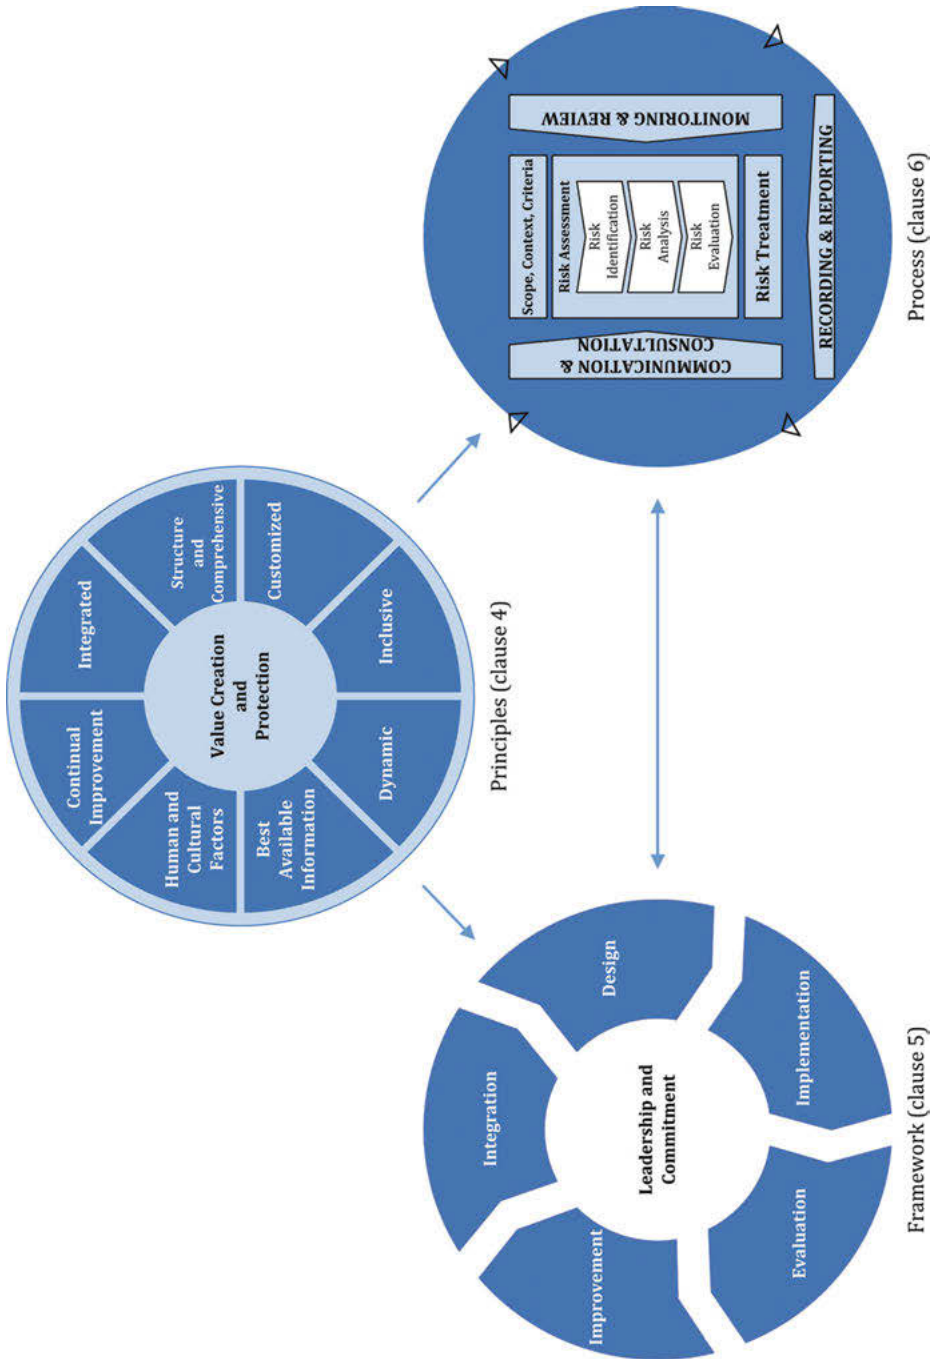 Integrated
Structure
and
Comprehensive
Customized
Inclusive
Dynamic
Best
Available
Information
Human and
Cultural
Factors
Continual
Improvement
Value Creation
and
Protection
Principles (clause 4)
Integration
Design
Implementation
Evaluation
Improvement
Leadership and
Commitment
Framework (clause 5)
Scope, Context, Criteria
Risk Assessment
Risk
Identification
Risk
Analysis
Risk
Evaluation
Risk Treatment
COMMUNICATION &
CONSULTATION
MONITORING & REVIEW
RECORDING & REPORTING
Process (clause 6)